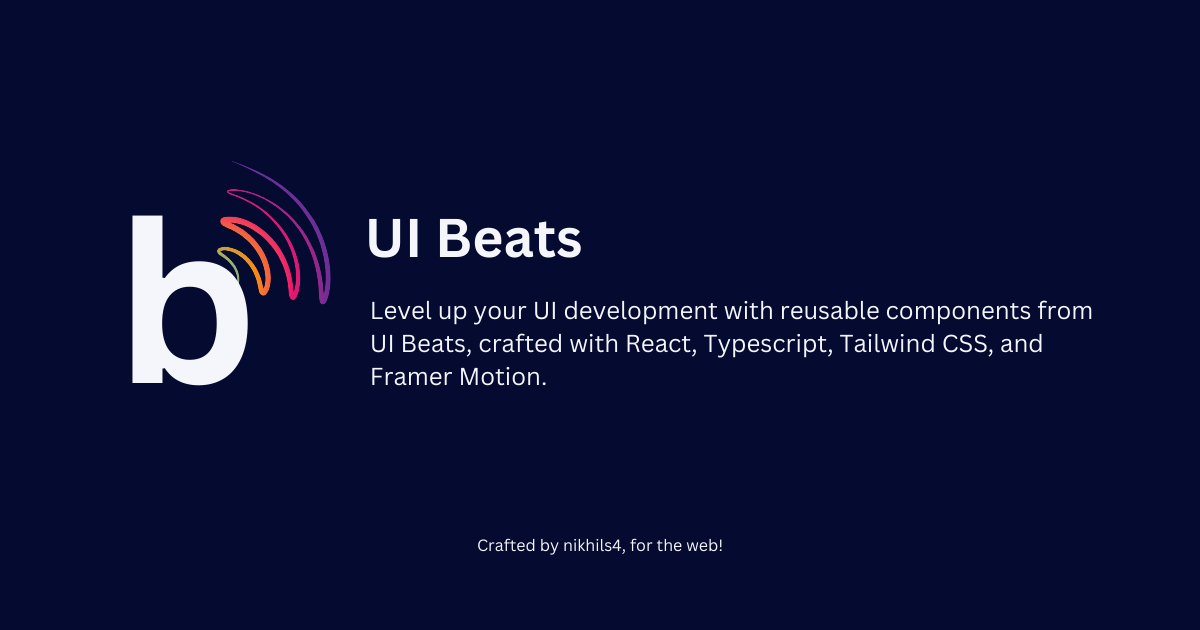 b
UI Beats
Level up your UI development with reusable components from
UI Beats, crafted with React, Typescript, Tailwind CSS, and
Framer Motion.
Crafted by nikhils4, for the web!